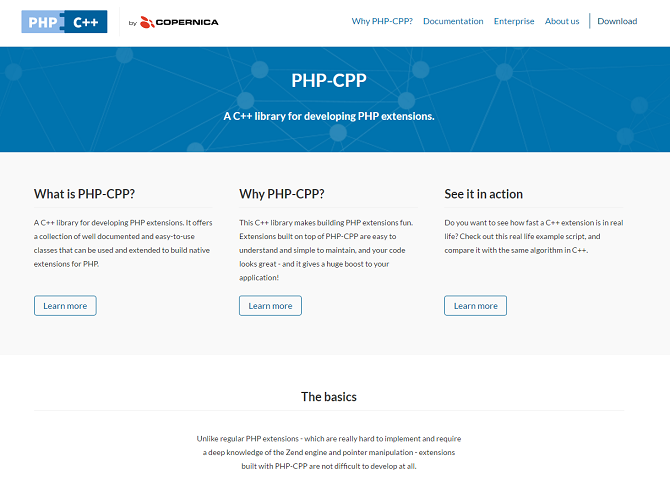 PHP C++ by COPERNICA
Why PHP-CPP? Documentation Enterprise About us Download
PHP-CPP
A C++ library for developing PHP extensions.
What is PHP-CPP?
A C++ library for developing PHP extensions. It offers
a collection of well documented and easy-to-use
classes that can be used and extended to build native
extensions for PHP.
Learn more
Why PHP-CPP?
This C++ library makes building PHP extensions fun.
Extensions built on top of PHP-CPP are easy to
understand and simple to maintain, and your code
looks great - and it gives a huge boost to your
application!
Learn more
See it in action
Do you want to see how fast a C++ extension is in real
life? Check out this real life example script, and
compare it with the same algorithm in C++.
Learn more
The basics
Unlike regular PHP extensions - which are really hard to implement and require
a deep knowledge of the Zend engine and pointer manipulation - extensions
built with PHP-CPP are not difficult to develop at all.